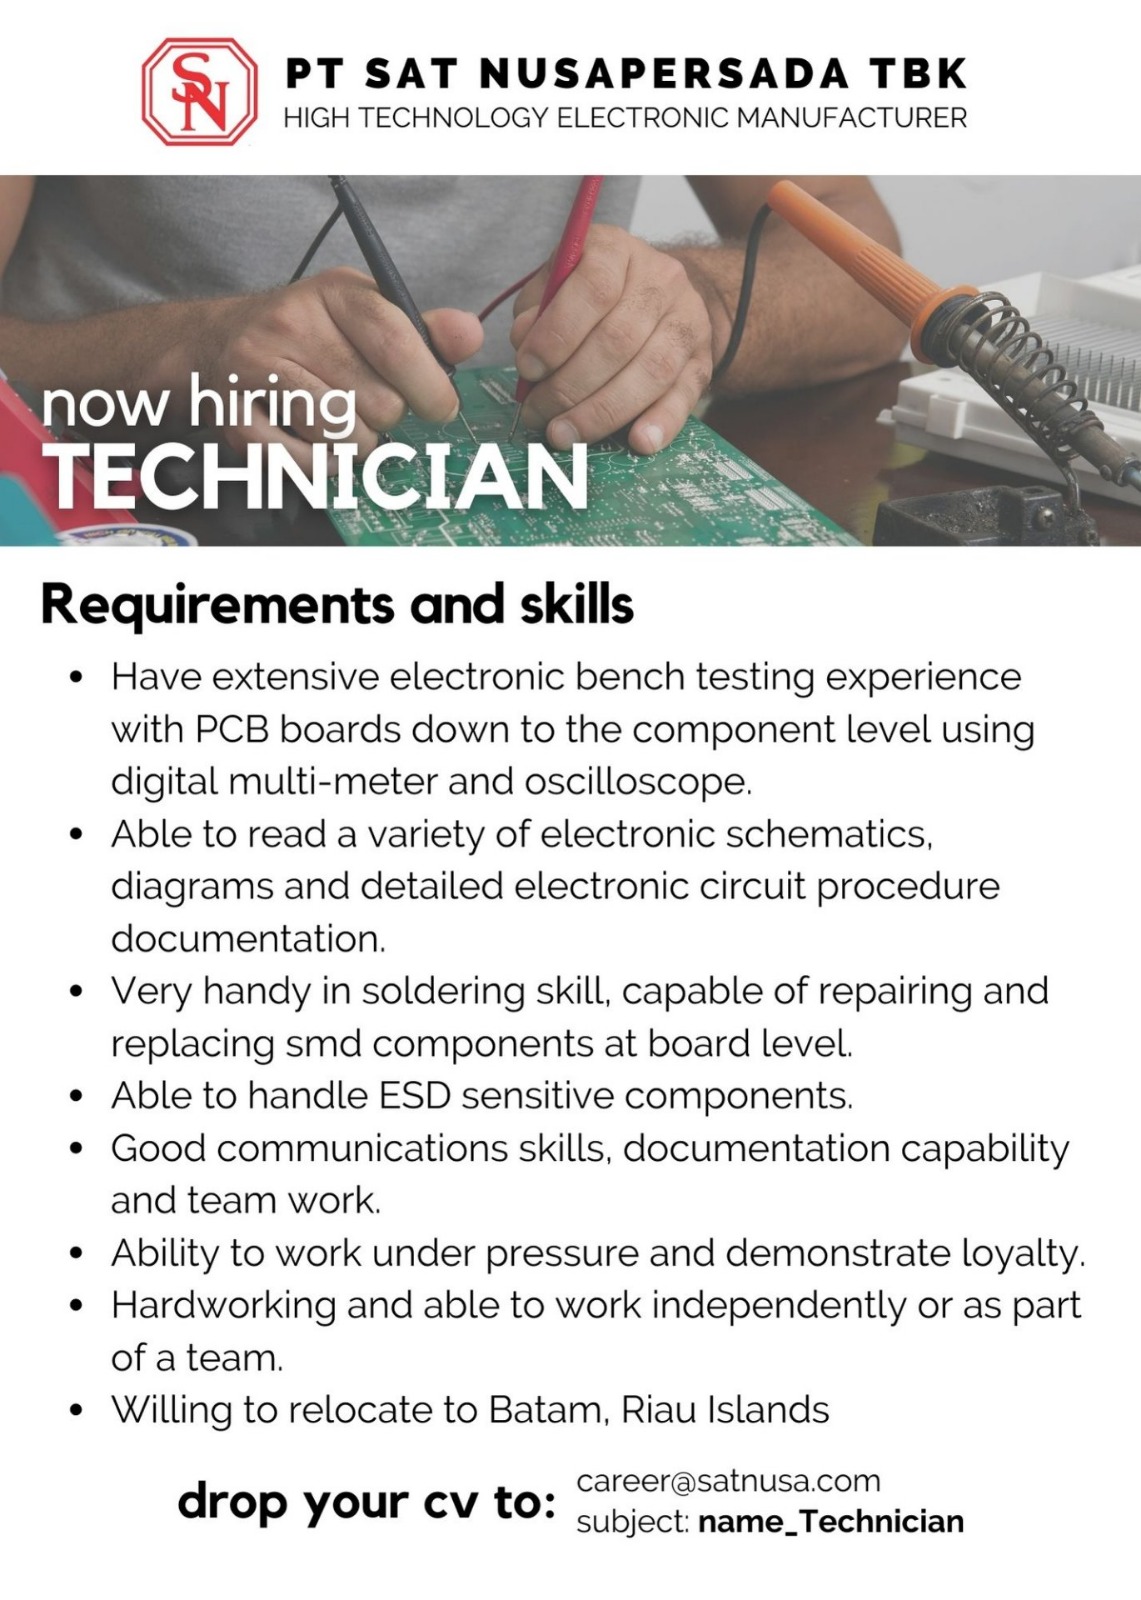 SN
PT SAT NUSAPERSADA TBK
HIGH TECHNOLOGY ELECTRONIC MANUFACTURER
now hiring
TECHNICIAN
Requirements and skills
• Have extensive electronic bench testing experience
with PCB boards down to the component level using
digital multi-meter and oscilloscope.
• Able to read a variety of electronic schematics,
diagrams and detailed electronic circuit procedure
documentation.
• Very handy in soldering skill, capable of repairing and
replacing smd components at board level.
• Able to handle ESD sensitive components.
• Good communications skills, documentation capability
and team work.
• Ability to work under pressure and demonstrate loyalty.
• Hardworking and able to work independently or as part
of a team.
• Willing to relocate to Batam, Riau Islands
drop your cv to:
career@satnusa.com
subject: name_Technician